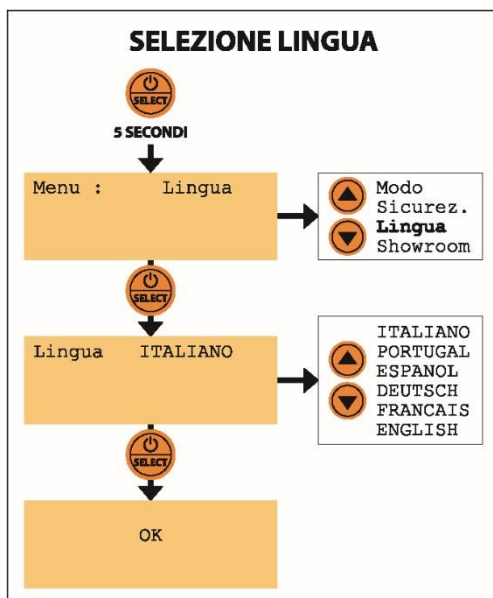 SELEZIONE LINGUA
SELECT
5 SECONDI
Menu : Lingua
Modo
Sicurez.
Lingua
Showroom
SELECT
Lingua ITALIANO
ITALIANO
PORTUGAL
ESPANOL
DEUTSCH
FRANCAIS
ENGLISH
SELECT
OK